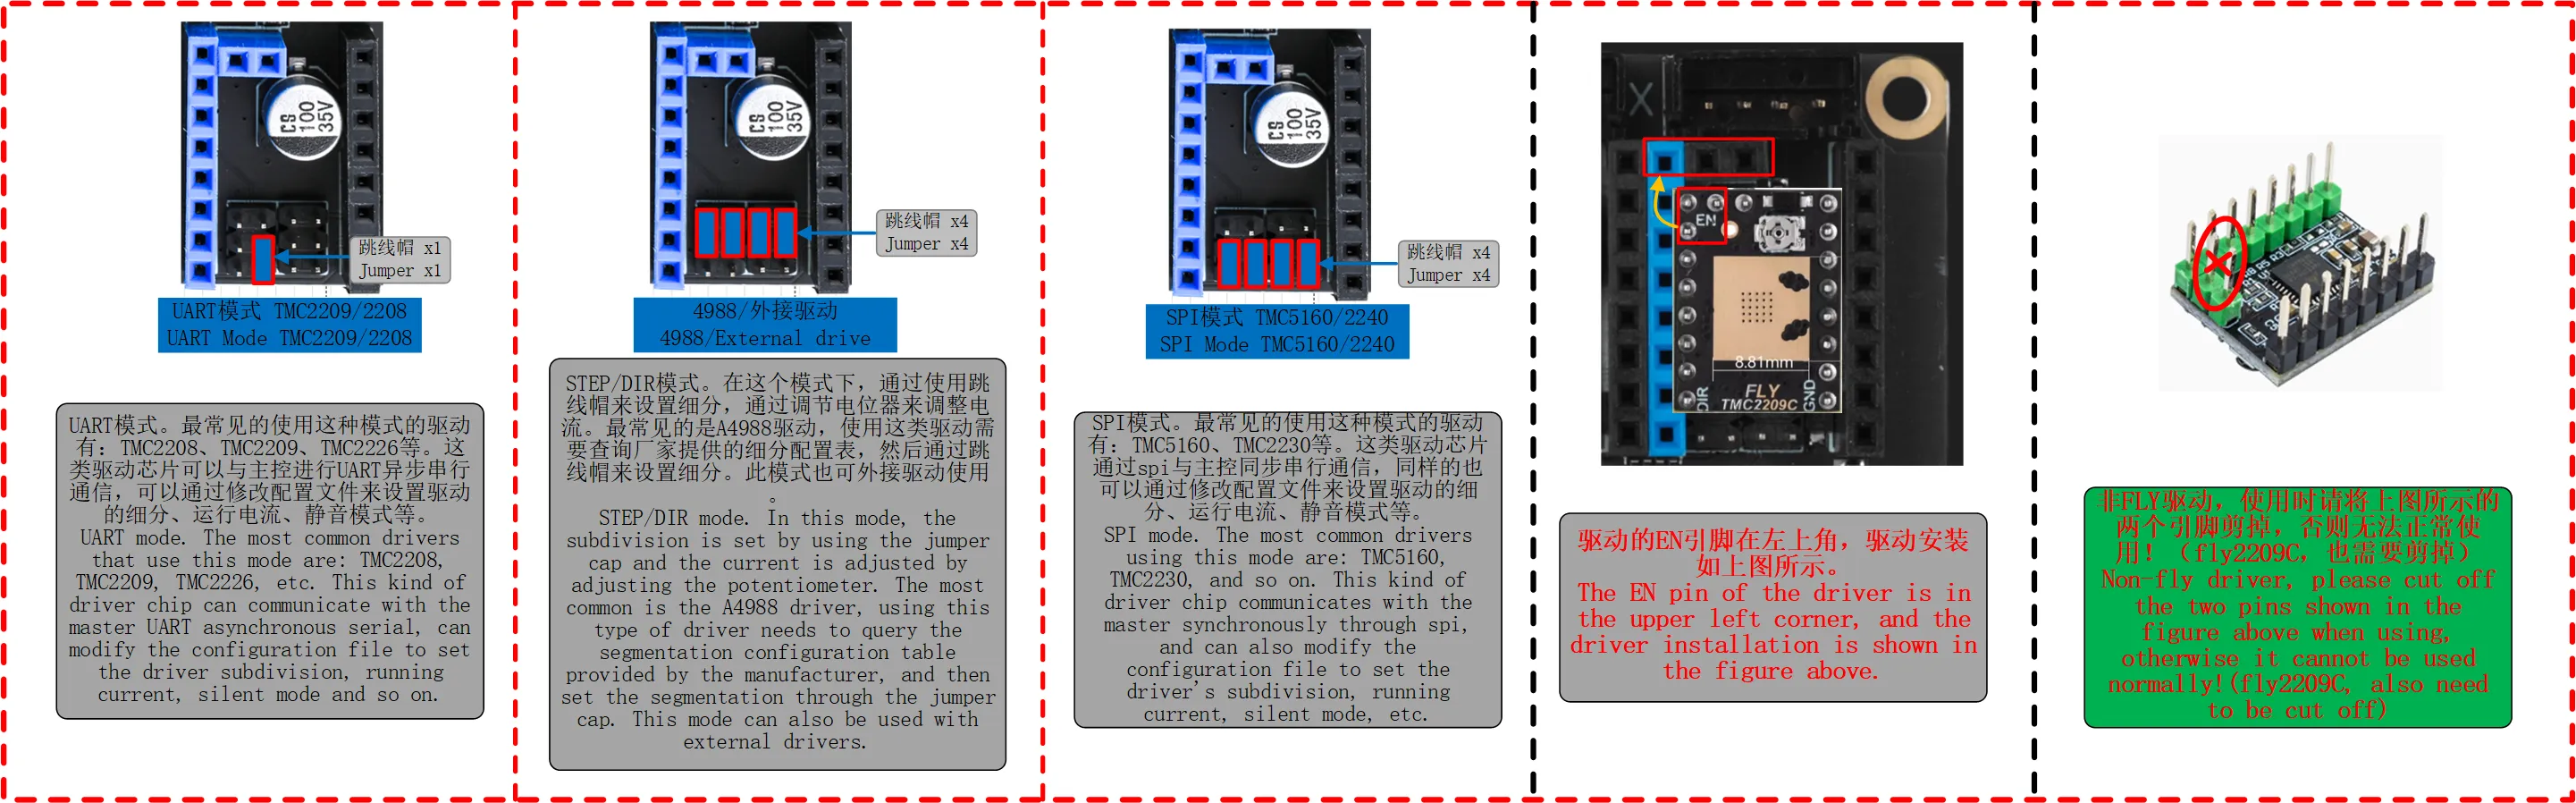 CS
100
35V
跳线帽 x1
Jumper x1
UART模式 TMC2209/2208
UART Mode TMC2209/2208
UART模式。最常见的使用这种模式的驱动
有：TMC2208、TMC2209、TMC2226等。这
类驱动芯片可以与主控进行UART异步串行
通信，可以通过修改配置文件来设置驱动
的细分、运行电流、静音模式等。
UART mode. The most common drivers
that use this mode are: TMC2208,
TMC2209, TMC2226, etc. This kind of
driver chip can communicate with the
master UART asynchronous serial, can
modify the configuration file to set
the driver subdivision, running
current, silent mode and so on.
CS
100
35V
跳线帽 x4
Jumper x4
4988/外接驱动
4988/External drive
STEP/DIR模式。在这个模式下，通过使用跳
线帽来设置细分，通过调节电位器来调整电
流。最常见的是A4988驱动，使用这类驱动需
要查询厂家提供的细分配置表，然后通过跳
线帽来设置细分。此模式也可外接驱动使用
。
STEP/DIR mode. In this mode, the
subdivision is set by using the jumper
cap and the current is adjusted by
adjusting the potentiometer. The most
common is the A4988 driver, using this
type of driver needs to query the
segmentation configuration table
provided by the manufacturer, and then
set the segmentation through the jumper
cap. This mode can also be used with
external drivers.
CS
100
35V
跳线帽 x4
Jumper x4
SPI模式 TMC5160/2240
SPI Mode TMC5160/2240
SPI模式。最常见的使用这种模式的驱动
有：TMC5160、TMC2230等。这类驱动芯片
通过spi与主控同步串行通信，同样的也
可以通过修改配置文件来设置驱动的细
分、运行电流、静音模式等。
SPI mode. The most common drivers
using this mode are: TMC5160,
TMC2230, and so on. This kind of
driver chip communicates with the
master synchronously through spi,
and can also modify the
configuration file to set the
driver's subdivision, running
current, silent mode, etc.
X
EN
8.81mm
FLY
TMC2209C
DIR
GND
驱动的EN引脚在左上角，驱动安装
如上图所示。
The EN pin of the driver is in
the upper left corner, and the
driver installation is shown in
the figure above.
非FLY驱动，使用时请将上图所示的
两个引脚剪掉，否则无法正常使
用！（fly2209C，也需要剪掉）
Non-fly driver, please cut off
the two pins shown in the
figure above when using,
otherwise it cannot be used
normally!(fly2209C, also need
to be cut off)